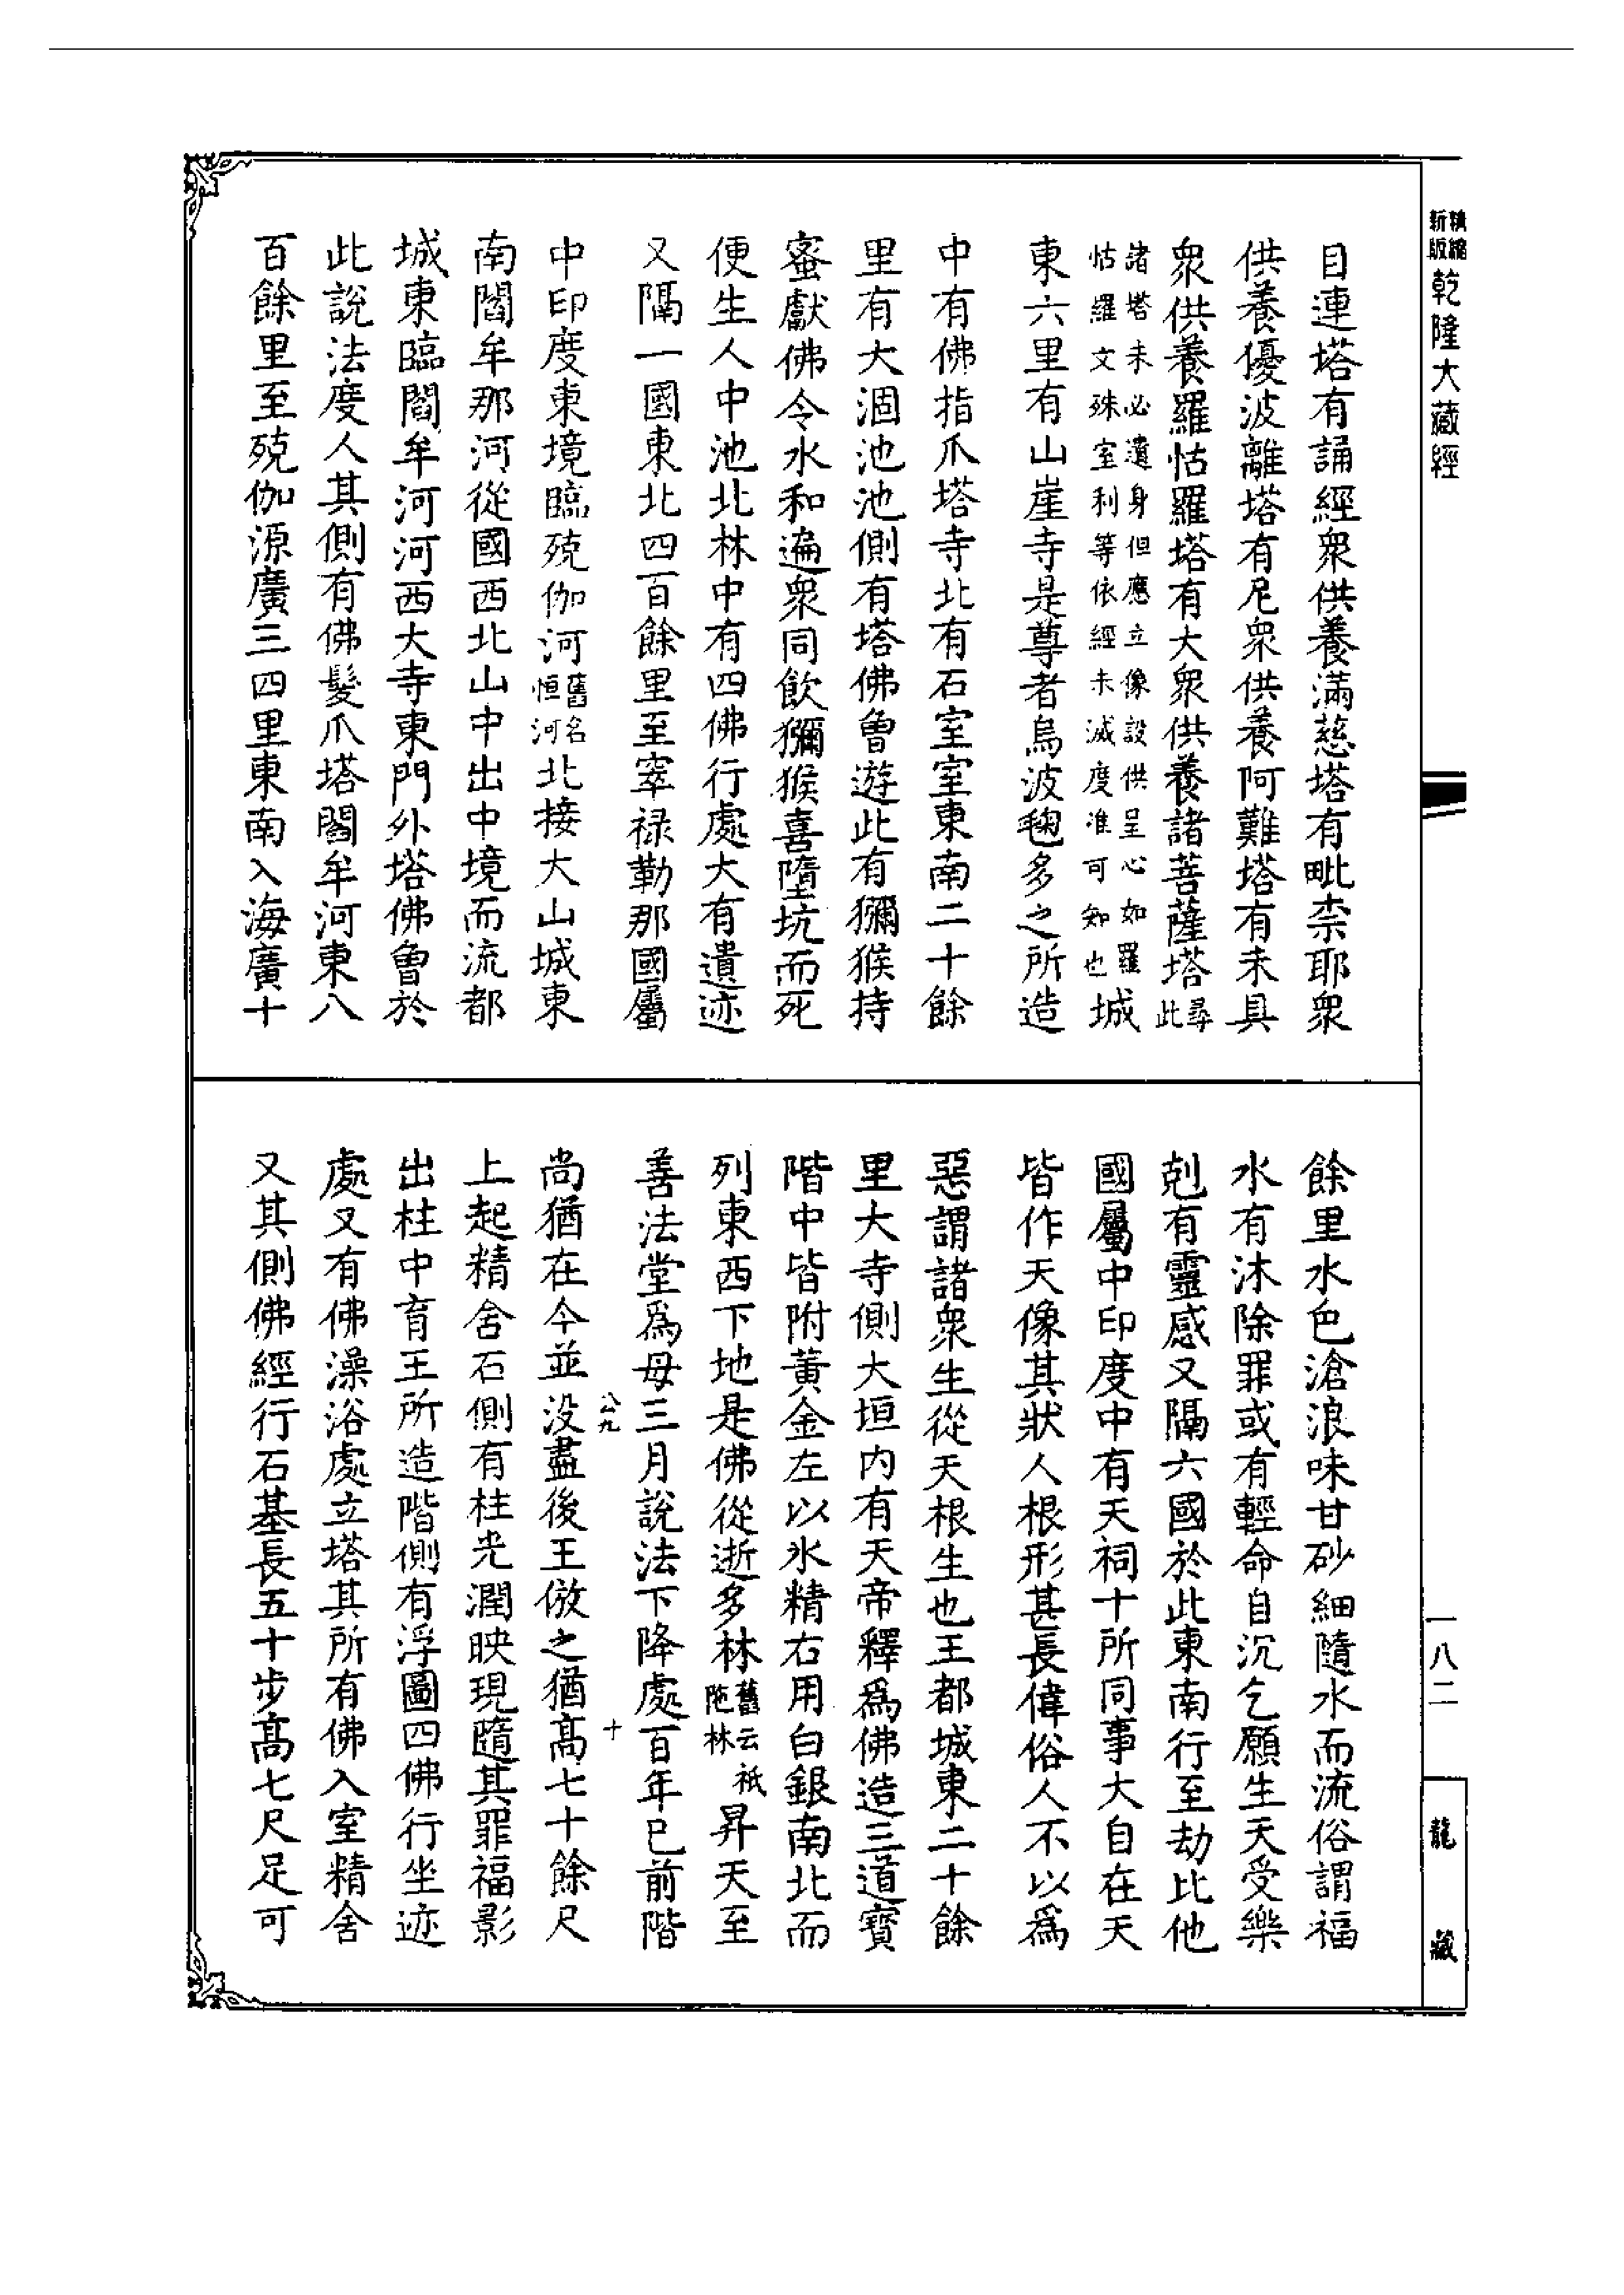 精縮新版乾隆大藏經
目連塔有誦經衆供養滿慈塔有毗柰耶衆
供養優波離塔有尼衆供養阿難塔有未具
衆供養羅怙羅塔有大衆供養諸菩薩塔尋此
諸塔未必遺身但應立像設供呈心如羅怙羅文殊室利等依經未滅度准可知也城
東六里有山崖寺是尊者烏波毱多之所造
中有佛指爪塔寺北有石室室東南二十餘
里有大涸池池側有塔佛曾遊此有獼猴持
蜜獻佛令水和遍衆同飲獼猴喜墮坑而死
便生人中池北林中有四佛行處大有遺迹
又隔一國東北四百餘里至窣祿勤那國屬
中印度東境臨殑伽河舊名恒河北接大山城東
南閻牟那河從國西北山中出中境而流都
城東臨閻牟河河西大寺東門外塔佛曾於
此說法度人其側有佛髮爪塔閻牟河東八
百餘里至殑伽源廣三四里東南入海廣十
餘里水色滄浪味甘砂細隨水而流俗謂福
水有沐除罪或有輕命自沉乞願生天受樂
剋有靈感又隔六國於此東南行至劫比他
國屬中印度中有天祠十所同事大自在天
皆作天像其狀人根形甚長偉俗人不以爲
惡謂諸衆生從天根生也王都城東二十餘
里大寺側大垣内有天帝釋爲佛造三道寶
階中皆附黃金左以水精右用白銀南北而
列東西下地是佛從逝多林舊云祇陁林昇天至
善法堂爲母三月說法下降處百年已前階
八 九
十
尚猶在今並没盡後王倣之猶高七十餘尺
上起精舍石側有柱光潤映現隨其罪福影
出柱中育王所造階側有浮圖四佛行坐迹
處又有佛澡浴處立塔其所有佛入室精舍
又其側佛經行石基長五十步高七尺足可
一八二
龍藏